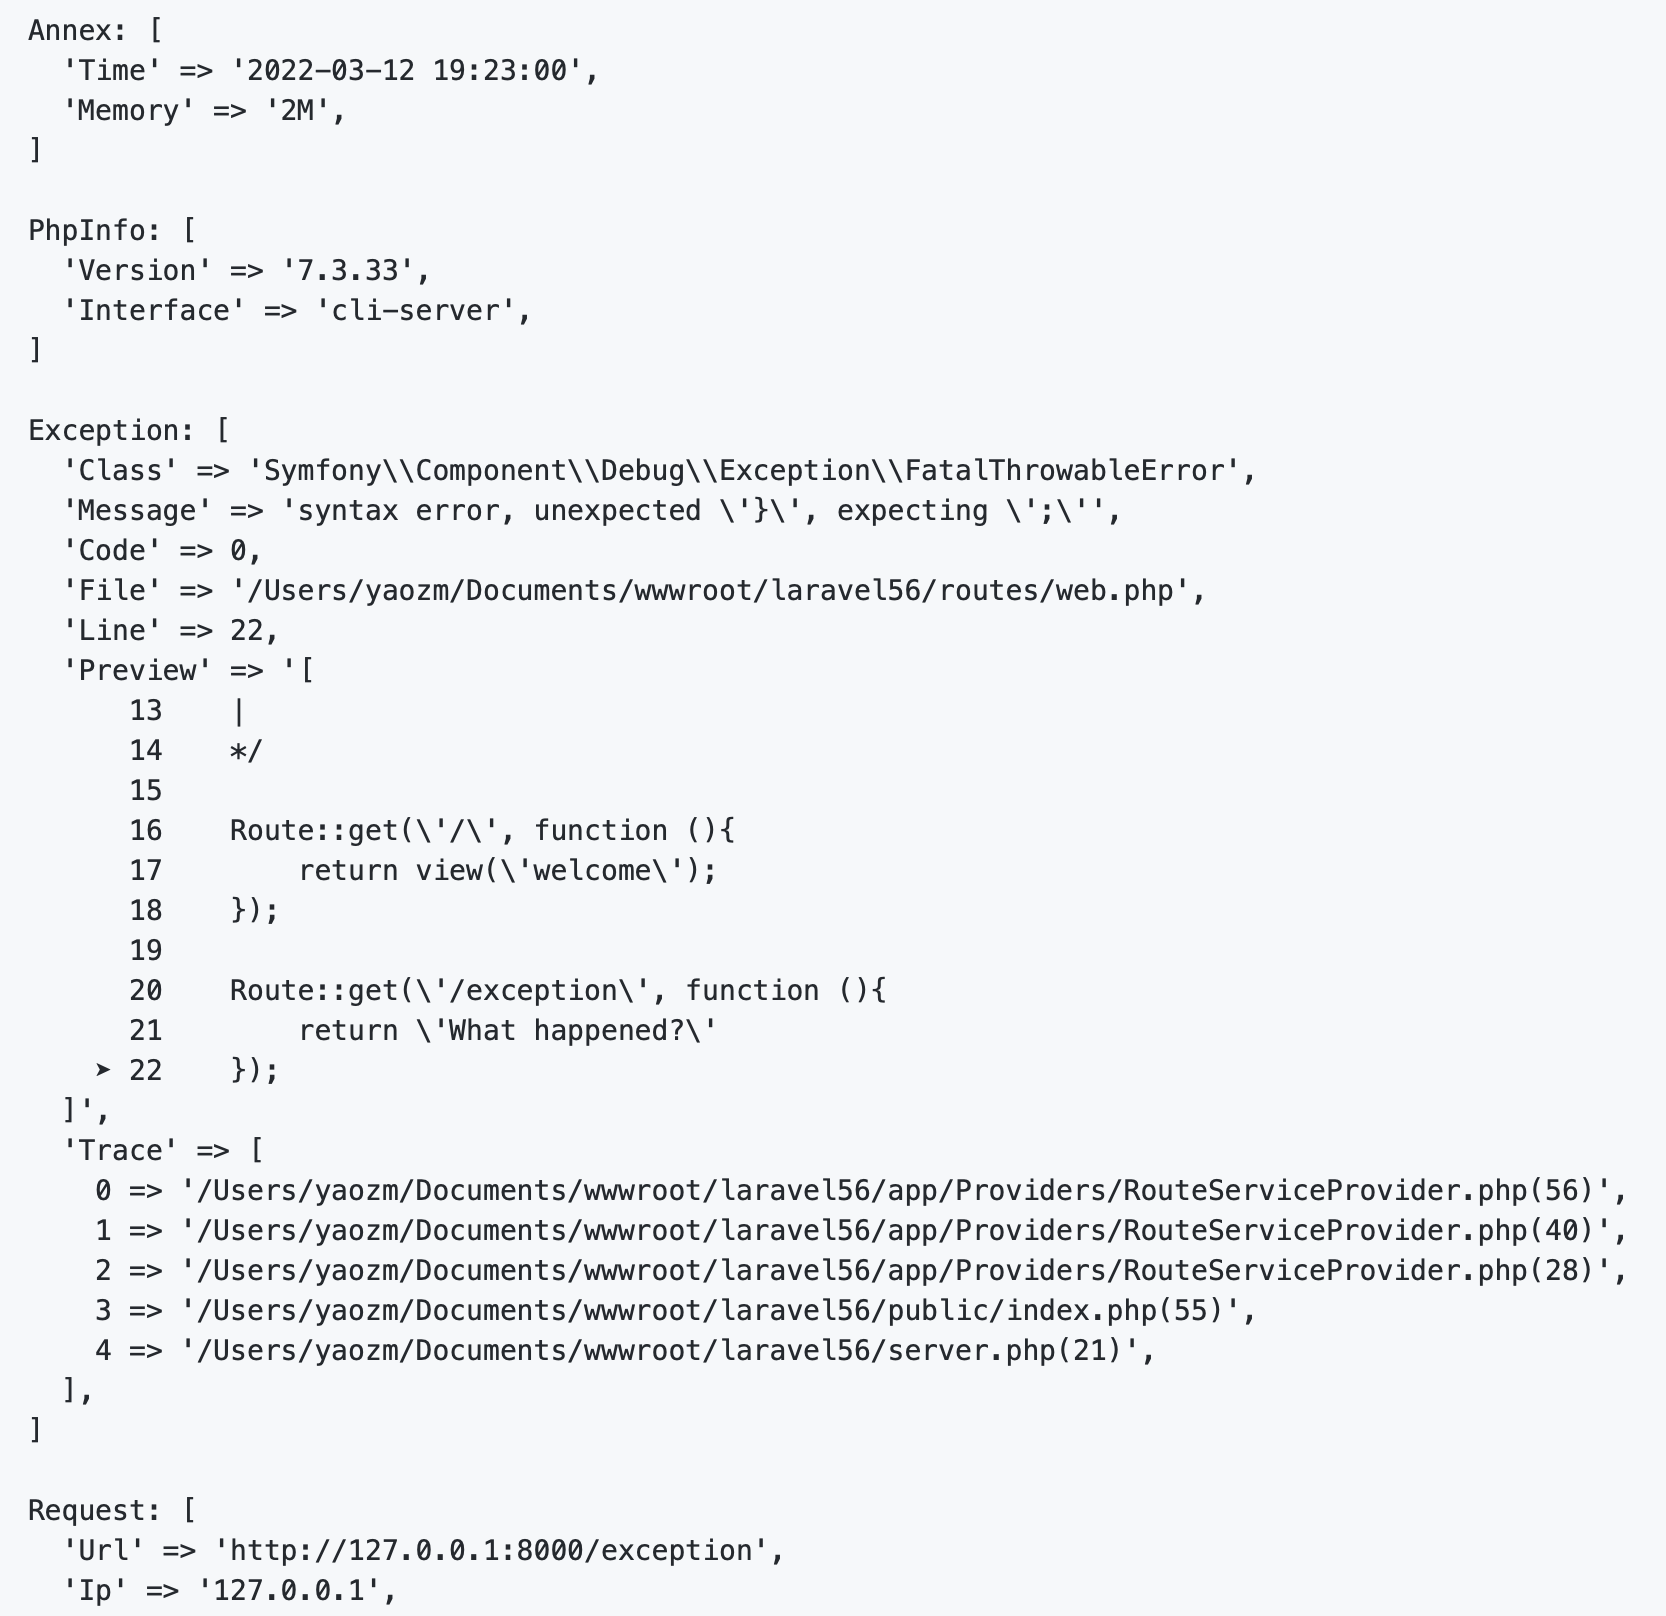 Annex: [
  'Time' => '2022-03-12 19:23:00',
  'Memory' => '2M',
]

PhpInfo: [
  'Version' => '7.3.33',
  'Interface' => 'cli-server',
]

Exception: [
  'Class' => 'Symfony\\Component\\Debug\\Exception\\FatalThrowableError',
  'Message' => 'syntax error, unexpected \'}\', expecting \';\'',
  'Code' => 0,
  'File' => '/Users/yaozm/Documents/wwwroot/laravel56/routes/web.php',
  'Line' => 22,
  'Preview' => '[
      13    |
      14    */
      15
      16    Route::get(\'/\', function (){
      17        return view(\'welcome\');
      18    });
      19
      20    Route::get(\'/exception\', function (){
      21        return \'What happened?\'
    ➤ 22    });
  ]',
  'Trace' => [
    0 => '/Users/yaozm/Documents/wwwroot/laravel56/app/Providers/RouteServiceProvider.php(56)',
    1 => '/Users/yaozm/Documents/wwwroot/laravel56/app/Providers/RouteServiceProvider.php(40)',
    2 => '/Users/yaozm/Documents/wwwroot/laravel56/app/Providers/RouteServiceProvider.php(28)',
    3 => '/Users/yaozm/Documents/wwwroot/laravel56/public/index.php(55)',
    4 => '/Users/yaozm/Documents/wwwroot/laravel56/server.php(21)',
  ],
]

Request: [
  'Url' => 'http://127.0.0.1:8000/exception',
  'Ip' => '127.0.0.1',